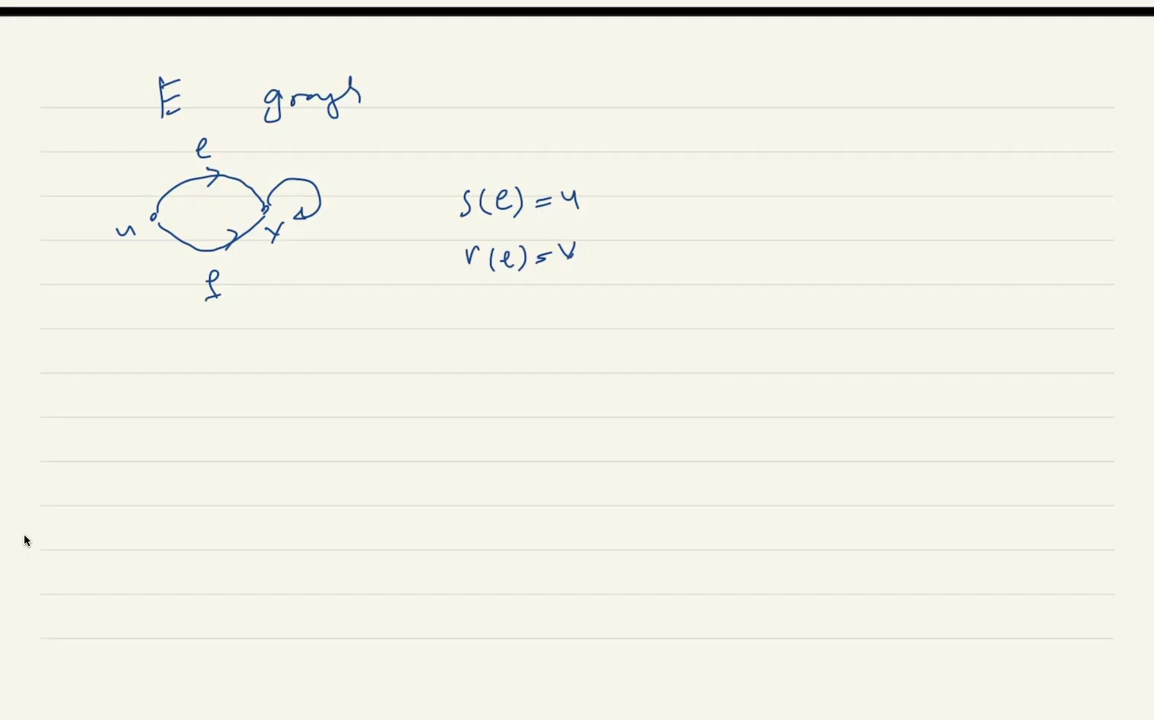 E graph
e
s(e) = u
u v
r(e) = v
f